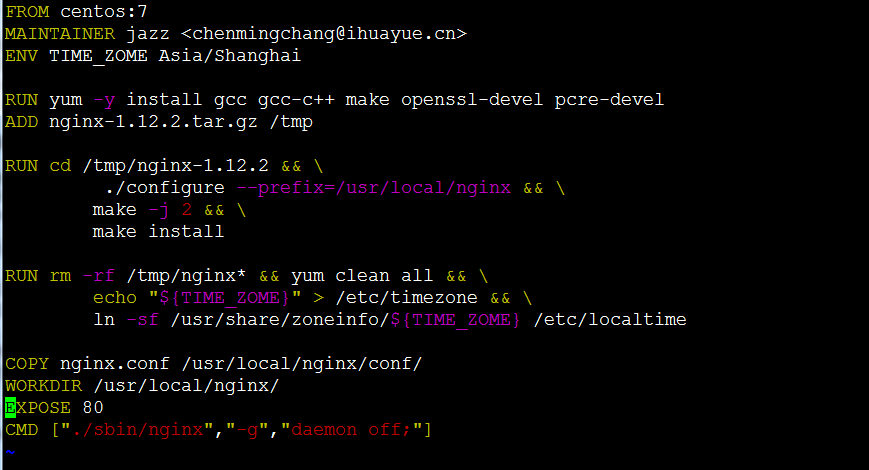 FROM centos:7
MAINTAINER jazz <chenmingchang@ihuayue.cn>
ENV TIME_ZOME Asia/Shanghai
RUN yum -y install gcc gcc-c++ make openssl-devel pcre-devel
ADD nginx-1.12.2.tar.gz /tmp
RUN cd /tmp/nginx-1.12.2 && \
./configure --prefix=/usr/local/nginx && \
make -j 2 && \
make install
RUN rm -rf /tmp/nginx* && yum clean all && \
echo "${TIME_ZOME}" > /etc/timezone && \
ln -sf /usr/share/zoneinfo/${TIME_ZOME} /etc/localtime
COPY nginx.conf /usr/local/nginx/conf/
WORKDIR /usr/local/nginx/
EXPOSE 80
CMD ["./sbin/nginx","-g","daemon off;"]
~